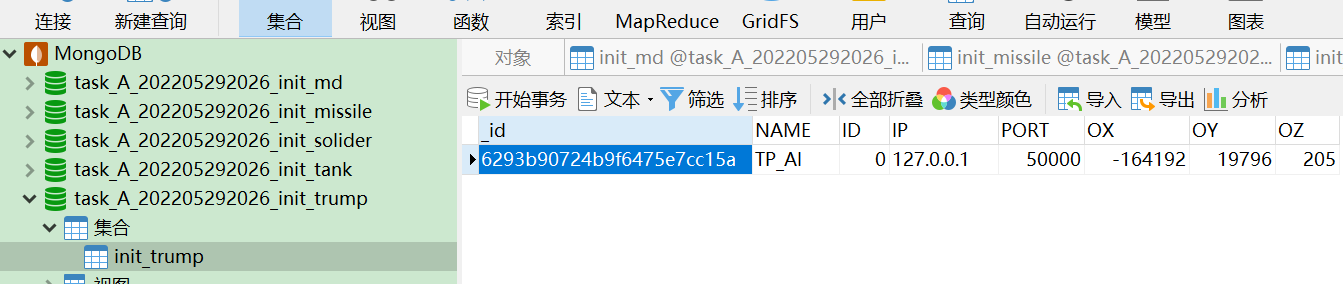 连接 新建查询 集合 视图 函数 索引 MapReduce GridFS 用户 查询 自动运行 模型 图表
MongoDB
task_A_202205292026_init_md
task_A_202205292026_init_missile
task_A_202205292026_init_solider
task_A_202205292026_init_tank
task_A_202205292026_init_trump
集合
init_trump
视图
对象 init_md @task_A_202205292026_i... init_missile @task_A_2022052920... init
开始事务 文本 筛选 排序 全部折叠 类型颜色 导入 导出 分析
_id NAME ID IP PORT OX OY OZ
6293b90724b9f6475e7cc15a TP_AI 0 127.0.0.1 50000 -164192 19796 205